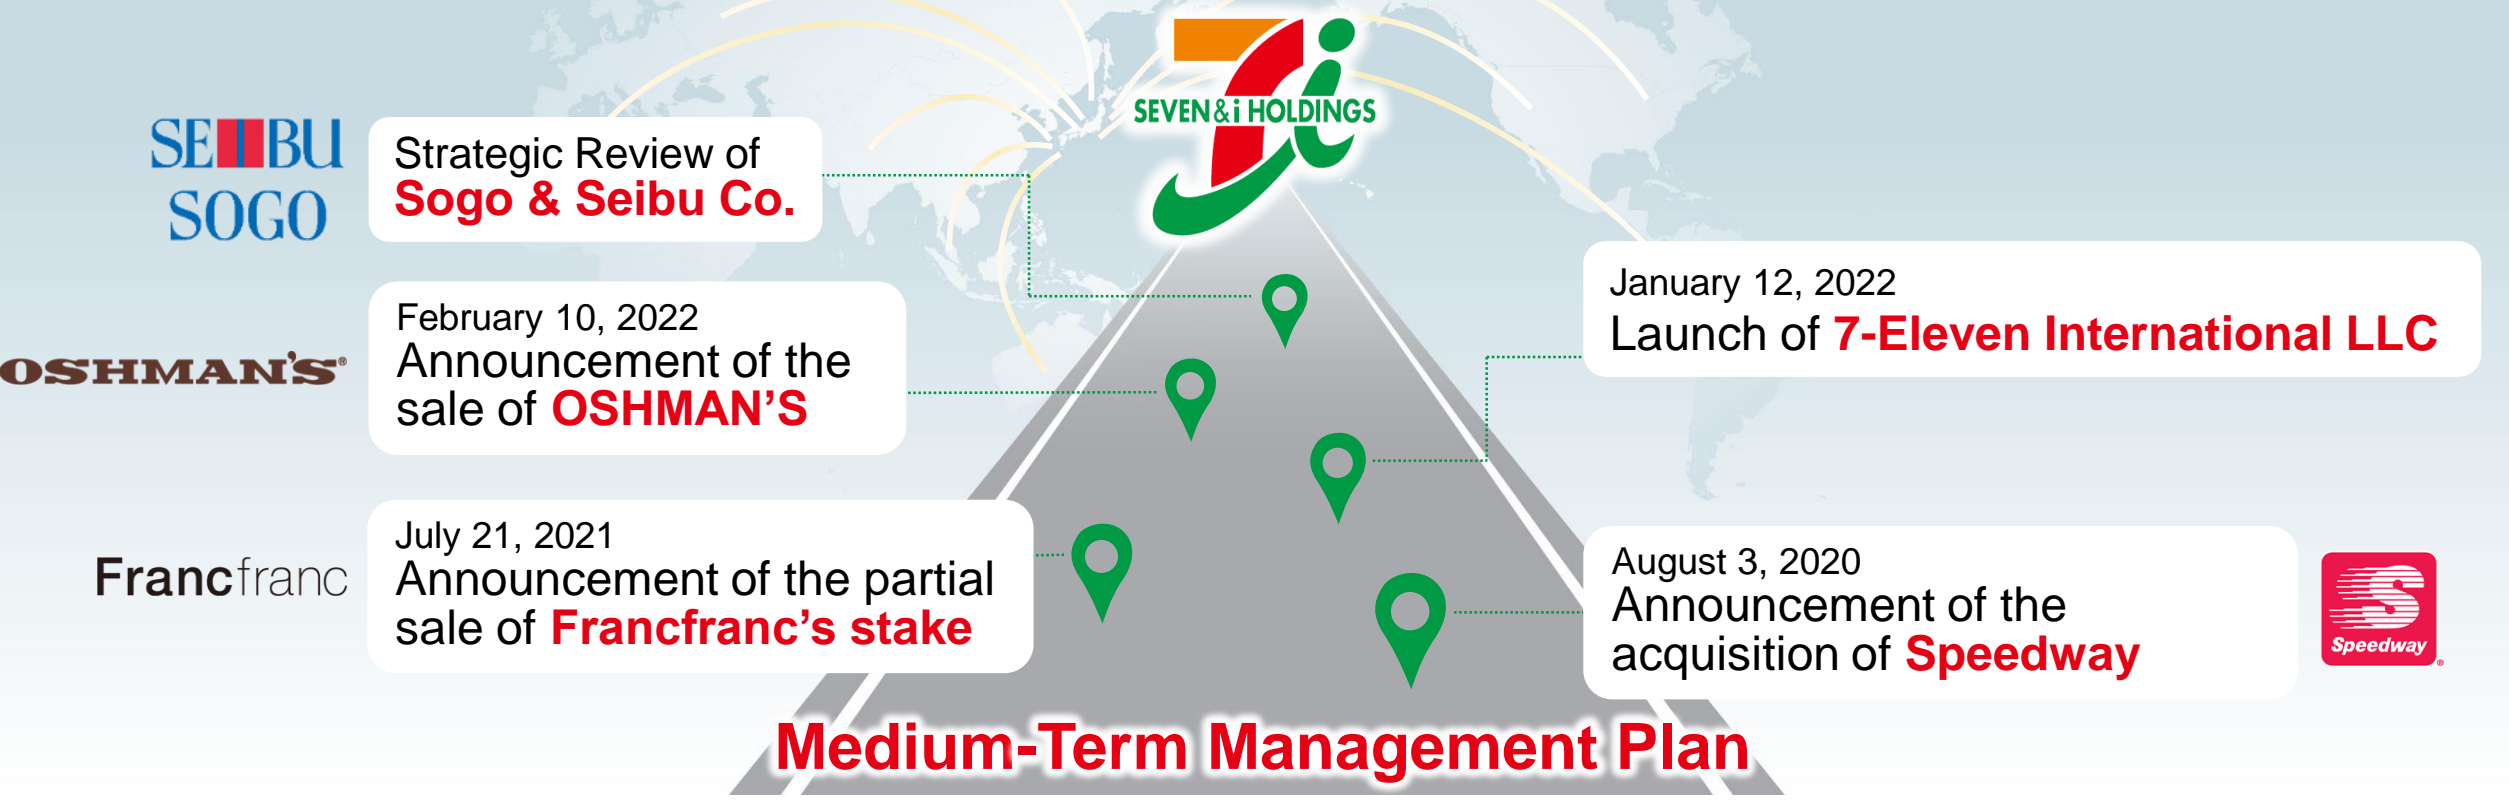 SEVEN&i HOLDINGS
SEIBU
SOGO
Strategic Review of
Sogo & Seibu Co.
January 12, 2022
Launch of 7-Eleven International LLC
OSHMAN'S®
February 10, 2022
Announcement of the
sale of OSHMAN’S
Francfranc
July 21, 2021
Announcement of the partial
sale of Francfranc’s stake
August 3, 2020
Announcement of the
acquisition of Speedway
S
Speedway®
Medium-Term Management Plan